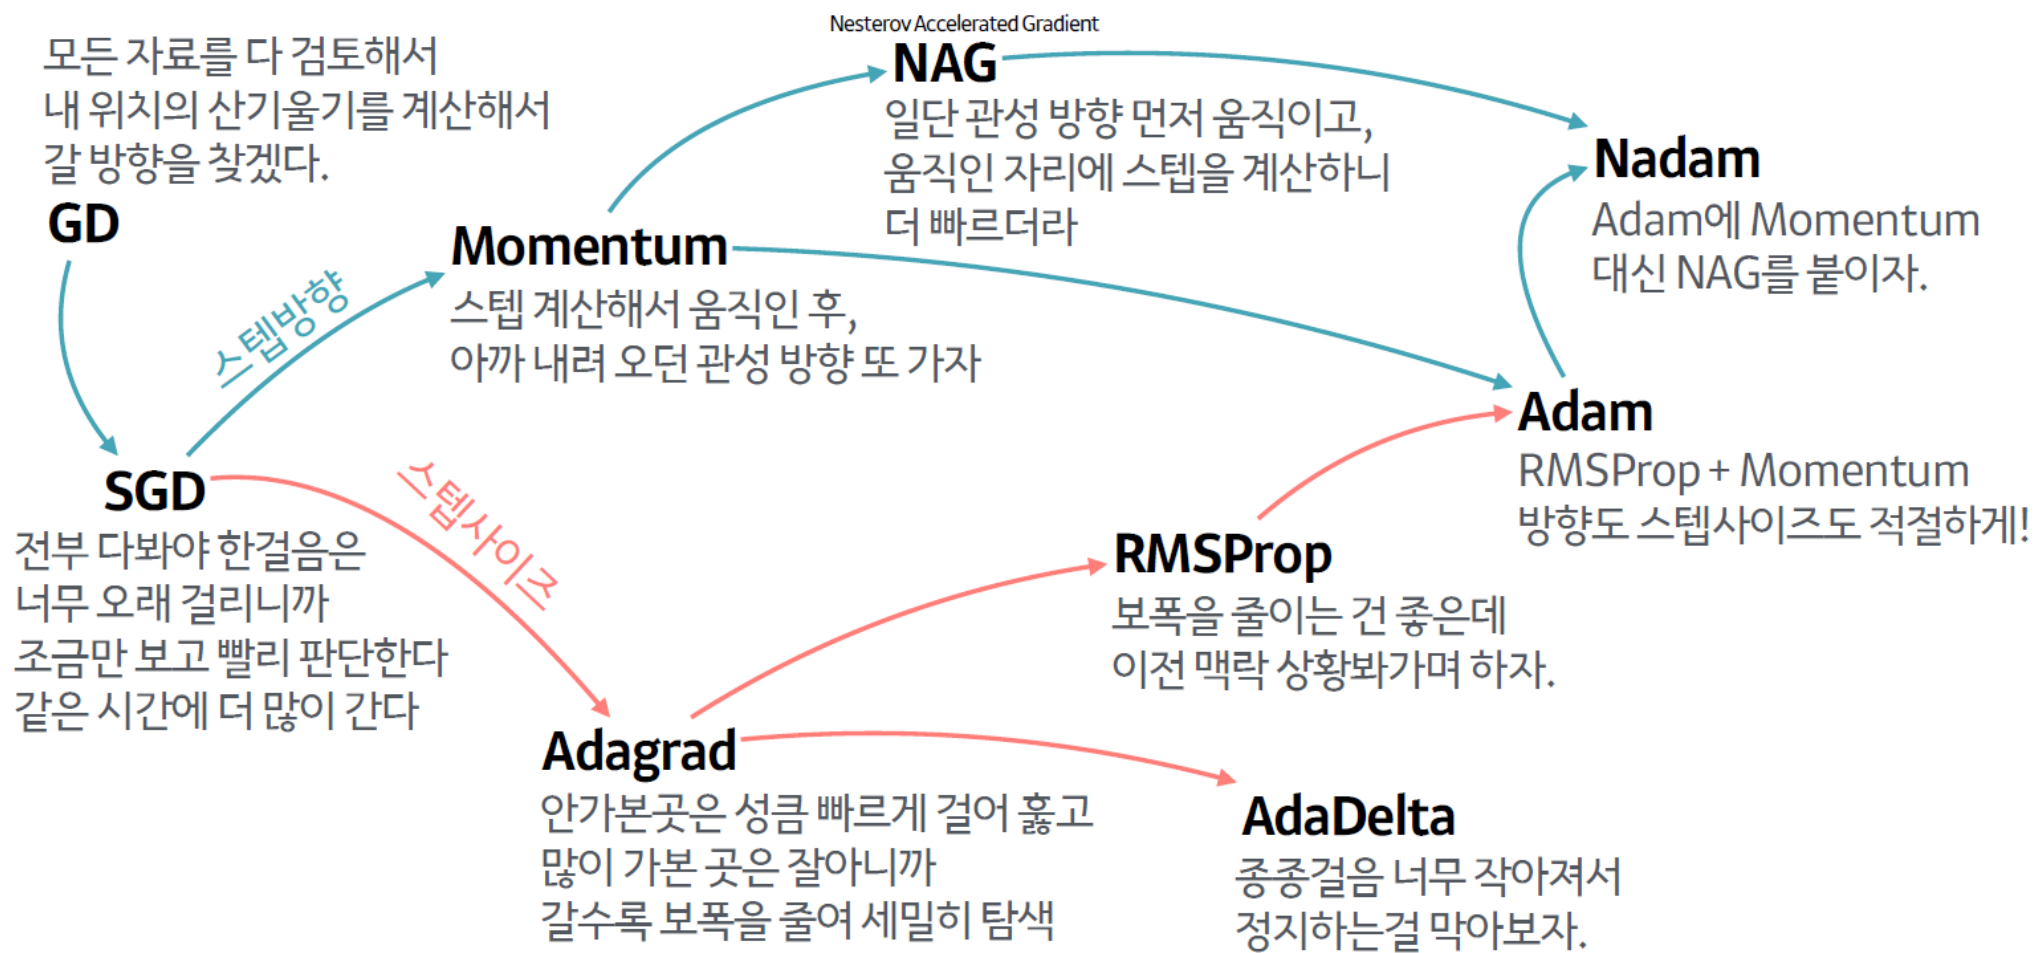 모든 자료를 다 검토해서
내 위치의 산기울기를 계산해서
갈 방향을 찾겠다.
GD
스텝방향
SGD
전부 다봐야 한걸음은
너무 오래 걸리니까
조금만 보고 빨리 판단한다
같은 시간에 더 많이 간다
Momentum
스텝 계산해서 움직인 후,
아까 내려 오던 관성 방향 또 가자
Nesterov Accelerated Gradient
NAG
일단 관성 방향 먼저 움직이고,
움직인 자리에 스텝을 계산하니
더 빠르더라
Nadam
Adam에 Momentum
대신 NAG를 붙이자.
Adam
RMSProp + Momentum
방향도 스텝사이즈도 적절하게!
스텝사이즈
RMSProp
보폭을 줄이는 건 좋은데
이전 맥락 상황봐가며 하자.
Adagrad
안가본곳은 성큼 빠르게 걸어 훓고
많이 가본 곳은 잘아니까
갈수록 보폭을 줄여 세밀히 탐색
AdaDelta
종종걸음 너무 작아져서
정지하는걸 막아보자.